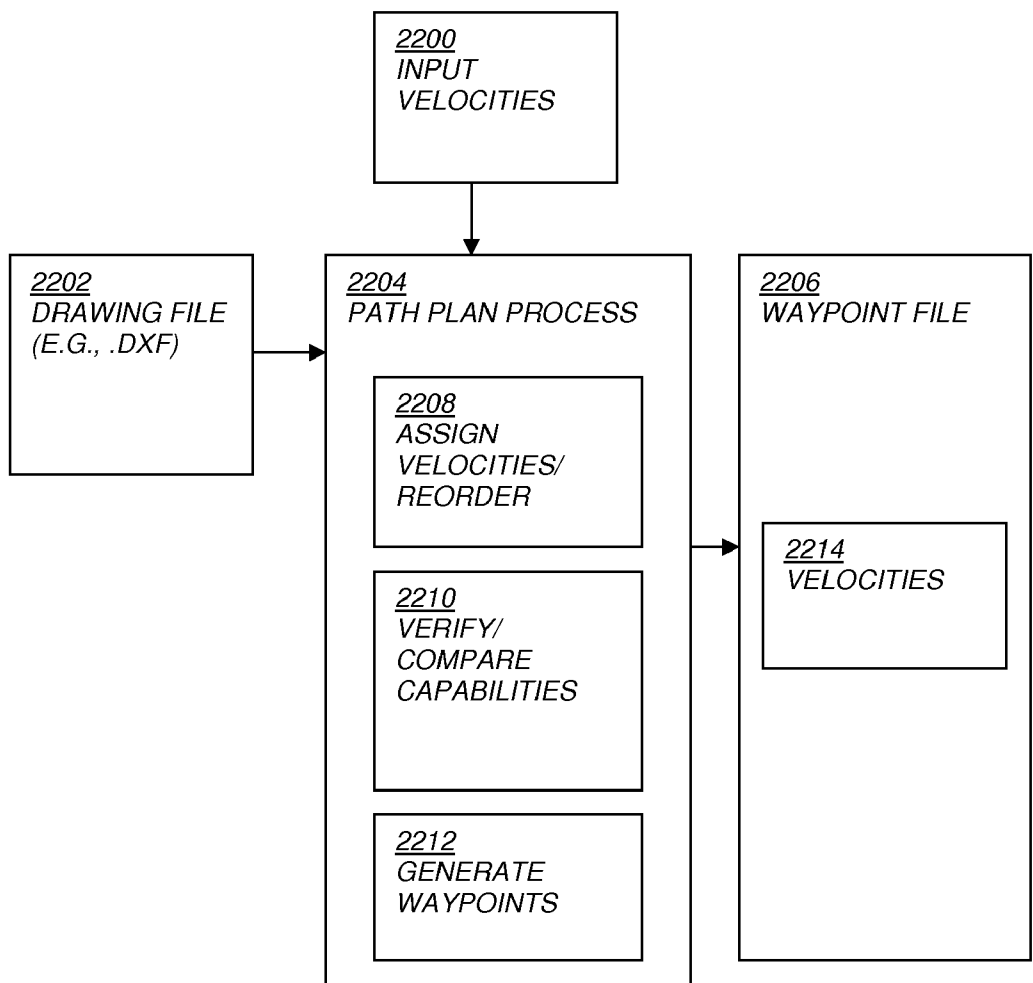 2200
INPUT
VELOCITIES
2202
DRAWING FILE
(E.G., .DXF)
2204
PATH PLAN PROCESS
2208
ASSIGN
VELOCITIES/
REORDER
2210
VERIFY/
COMPARE
CAPABILITIES
2212
GENERATE
WAYPOINTS
2206
WAYPOINT FILE
2214
VELOCITIES